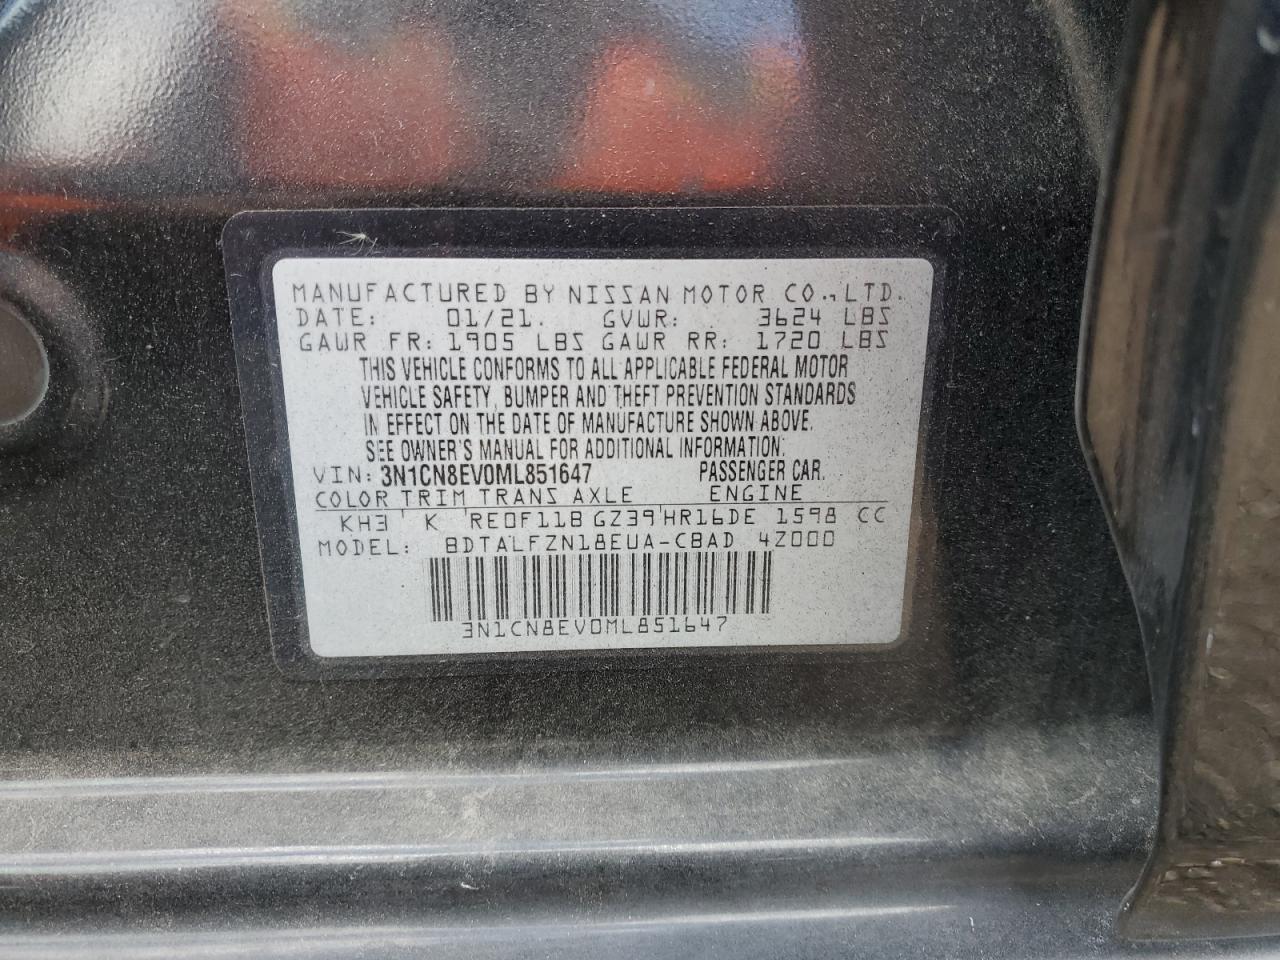 MANUFACTURED BY NISSAN MOTOR CO., LTD.
DATE: 01/21. GVWR: 3624 LBS
GAWR FR: 1905 LBS GAWR RR: 1720 LBS
THIS VEHICLE CONFORMS TO ALL APPLICABLE FEDERAL MOTOR
VEHICLE SAFETY, BUMPER AND THEFT PREVENTION STANDARDS
IN EFFECT ON THE DATE OF MANUFACTURE SHOWN ABOVE.
SEE OWNER'S MANUAL FOR ADDITIONAL INFORMATION.
VIN: 3N1CN8EV0ML851647 PASSENGER CAR.
COLOR TRIM TRANS AXLE ENGINE
KH3 K RE0F11B GZ39 HR16DE 1598 CC
MODEL: BDTALFZN18EUA-CBAD 4Z000
3N1CN8EV0ML851647